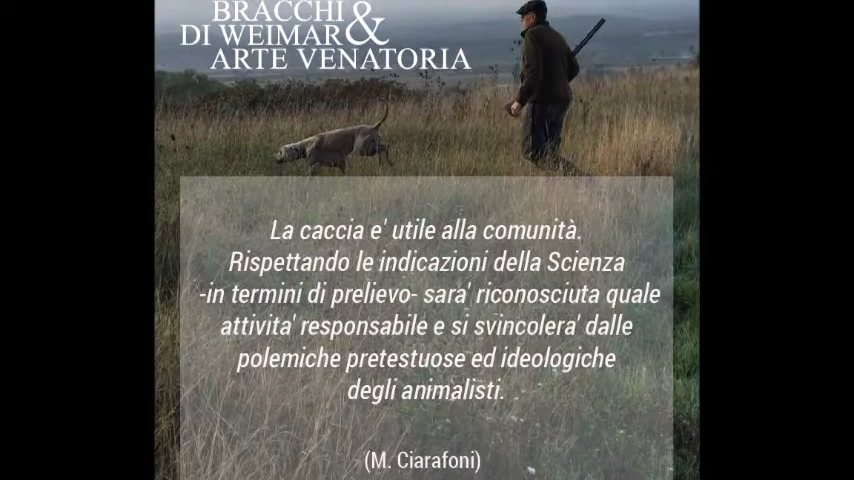 BRACCHI &
DI WEIMAR
ARTE VENATORIA
La caccia e' utile alla comunità.
Rispettando le indicazioni della Scienza
-in termini di prelievo- sara' riconosciuta quale
attivita' responsabile e si svincolera' dalle
polemiche pretestuose ed ideologiche
degli animalisti.
(M. Ciarafoni)